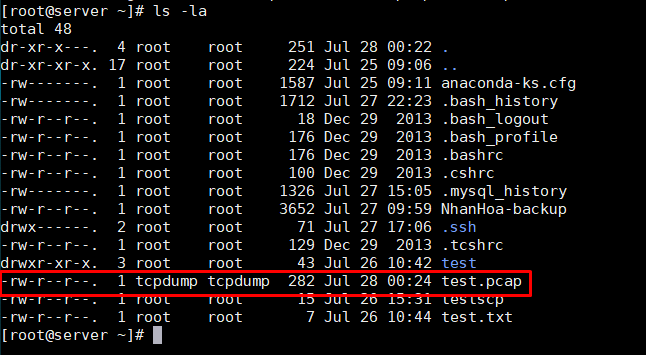 [root@server ~]# ls -la
total 48
dr-xr-x---.  4 root    root     251 Jul 28 00:22 .
dr-xr-xr-x. 17 root    root     224 Jul 25 09:06 ..
-rw-------.  1 root    root    1587 Jul 25 09:11 anaconda-ks.cfg
-rw-------.  1 root    root    1712 Jul 27 22:23 .bash_history
-rw-r--r--.  1 root    root      18 Dec 29  2013 .bash_logout
-rw-r--r--.  1 root    root     176 Dec 29  2013 .bash_profile
-rw-r--r--.  1 root    root     176 Dec 29  2013 .bashrc
-rw-r--r--.  1 root    root     100 Dec 29  2013 .cshrc
-rw-------.  1 root    root    1326 Jul 27 15:05 .mysql_history
-rw-r--r--.  1 root    root    3652 Jul 27 09:59 NhanHoa-backup
drwx------.  2 root    root      71 Jul 27 17:06 .ssh
-rw-r--r--.  1 root    root     129 Dec 29  2013 .tcshrc
drwxr-xr-x.  3 root    root      43 Jul 26 10:42 test
-rw-r--r--.  1 tcpdump tcpdump  282 Jul 28 00:24 test.pcap
-rw-r--r--.  1 root    root      15 Jul 26 15:31 testscp
-rw-r--r--.  1 root    root       7 Jul 26 10:44 test.txt
[root@server ~]#